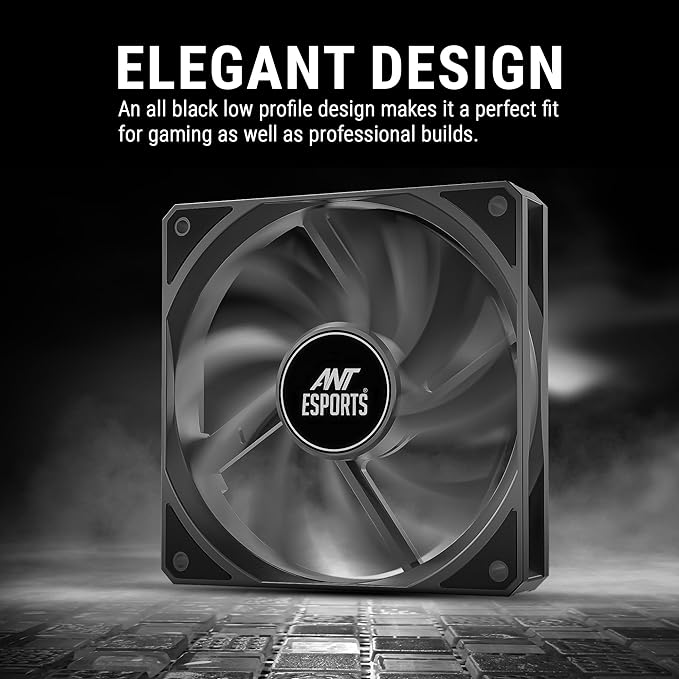 ELEGANT DESIGN
An all black low profile design makes it a perfect fit
for gaming as well as professional builds.
ANT
ESPORTS®